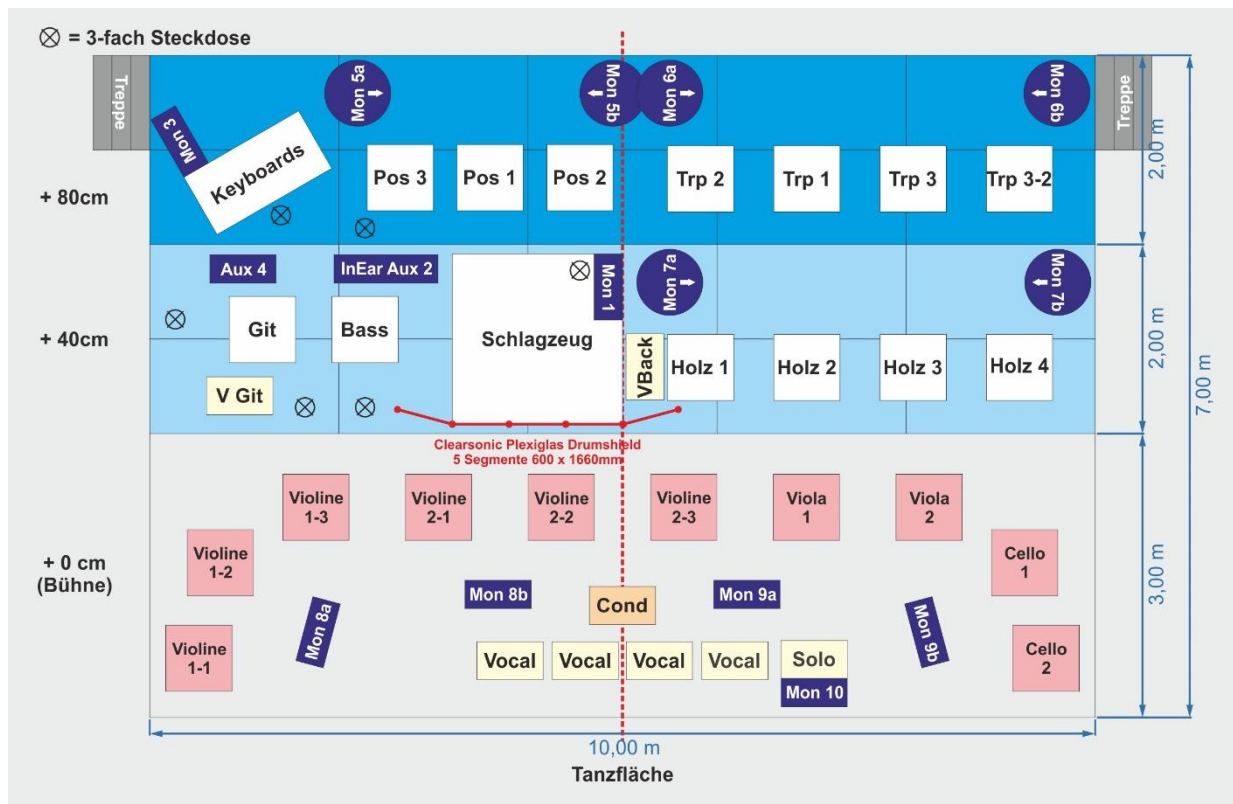 ⊗ = 3-fach Steckdose
Treppe
Mon 5a
Mon 5b
Mon 6a
Mon 6b
Treppe
Mon 3
Keyboards
Pos 3
Pos 1
Pos 2
Trp 2
Trp 1
Trp 3
Trp 3-2
2,00 m
+ 80cm
Aux 4
InEar Aux 2
Mon 1
Mon 7a
Mon 7b
+ 40cm
Git
Bass
Schlagzeug
VBack
Holz 1
Holz 2
Holz 3
Holz 4
2,00 m
7,00 m
V Git
Clearsonic Plexiglas Drumshield
5 Segmente 600 x 1660mm
Violine
1-3
Violine
2-1
Violine
2-2
Violine
2-3
Viola
1
Viola
2
+ 0 cm
(Bühne)
Violine
1-2
Cello
1
3,00 m
Mon 8a
Mon 8b
Cond
Mon 9a
Mon 9b
Violine
1-1
Vocal
Vocal
Vocal
Vocal
Solo
Mon 10
Cello
2
10,00 m
Tanzfläche